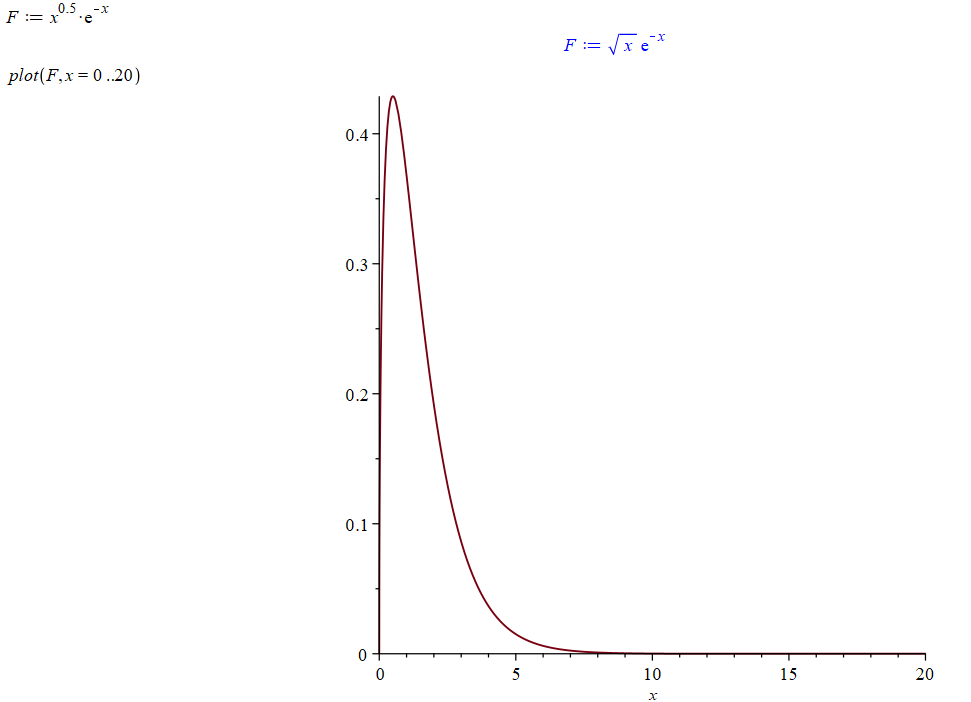 F := x^0.5·e^-x
F := √x e^-x
plot(F, x = 0 ..20)
0.4
0.3
0.2
0.1
0
0 5 10 15 20
x